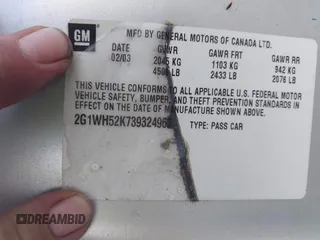 GM
MFD BY GENERAL MOTORS OF CANADA LTD.
DATE GVWR GAWR FRT GAWR RR
02/03 2045 KG 1103 KG 942 KG
4508 LB 2433 LB 2076 LB
THIS VEHICLE CONFORMS TO ALL APPLICABLE U.S. FEDERAL MOTOR
VEHICLE SAFETY, BUMPER, AND THEFT PREVENTION STANDARDS IN
EFFECT ON THE DATE OF MANUFACTURE SHOWN ABOVE.
2G1WH52K73932496 TYPE: PASS CAR
DREAMBID